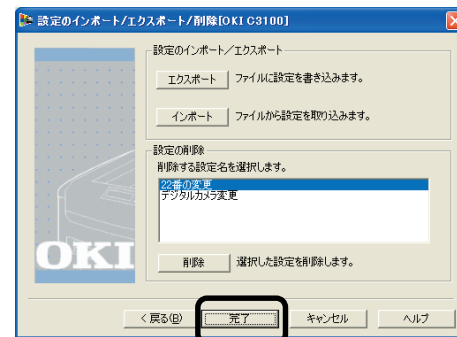 設定のインポート/エクスポート/削除[OKI C3100]
設定のインポート/エクスポート
エクスポート ファイルに設定を書き込みます。
インポート ファイルから設定を取り込みます。
設定の削除
削除する設定名を選択します。
22番の変更
デジタルカメラ変更
OKI
削除 選択した設定を削除します。
< 戻る(B) 完了 キャンセル ヘルプ